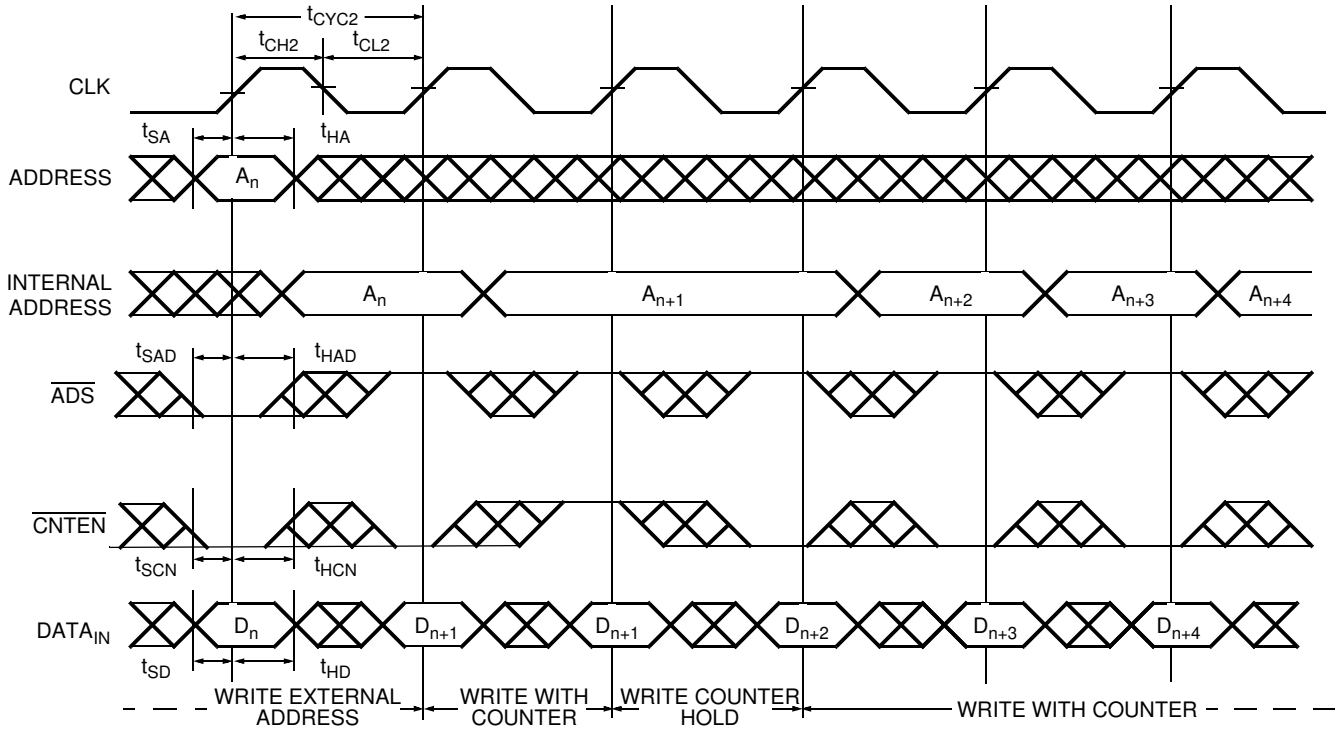 tCYC2
tCH2 tCL2
CLK
tSA tHA
ADDRESS An
INTERNAL
ADDRESS
An An+1 An+2 An+3 An+4
tSAD tHAD
ADS
CNTEN
tSCN tHCN
DATAIN Dn Dn+1 Dn+1 Dn+2 Dn+3 Dn+4
tSD tHD
WRITE EXTERNAL
ADDRESS
WRITE WITH
COUNTER
WRITE COUNTER
HOLD
WRITE WITH COUNTER